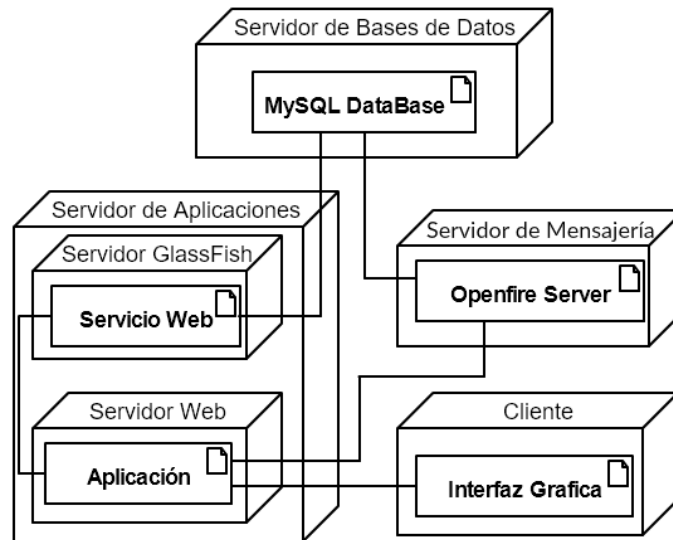 Servidor de Bases de Datos
MySQL DataBase
Servidor de Aplicaciones
Servidor GlassFish
Servicio Web
Servidor de Mensajería
Openfire Server
Servidor Web
Aplicación
Cliente
Interfaz Grafica